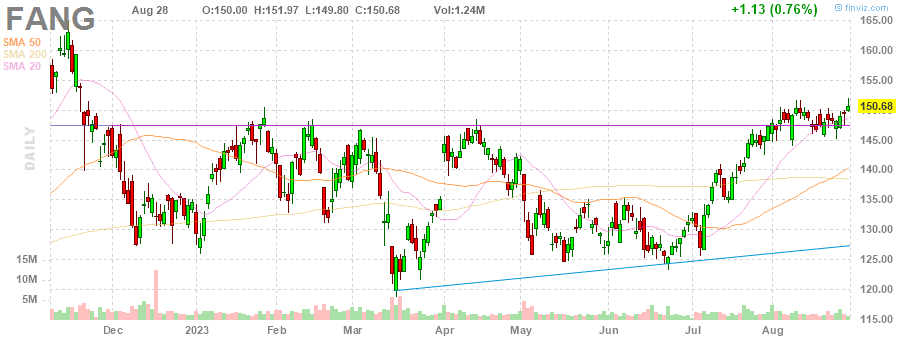 FANG
Aug 28 O:150.00 H:151.97 L:149.80 C:150.68 Vol:1.24M +1.13 (0.76%) © finviz.com
SMA 50
SMA 200
SMA 20
DAILY
165.00
160.00
155.00
150.68
145.00
140.00
135.00
130.00
125.00
120.00
115.00
15M
10M
5M
Dec 2023 Feb Mar Apr May Jun Jul Aug